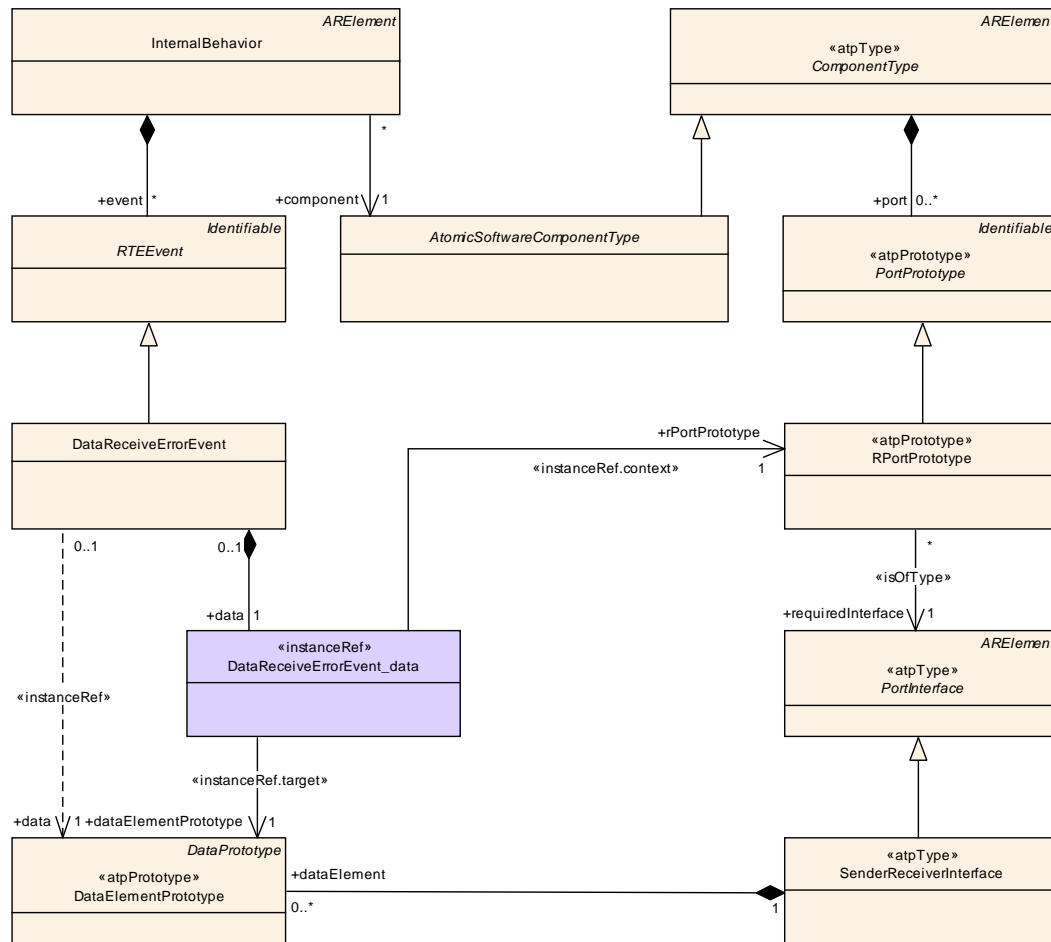 ARElement
InternalBehavior
ARElemen
«atpType»
ComponentType
*
+event *
+component 1
+port 0..*
Identifiable
RTEEvent
AtomicSoftwareComponentType
Identifiable
«atpPrototype»
PortPrototype
DataReceiveErrorEvent
+rPortPrototype
«instanceRef.context» 1
«atpPrototype»
RPortPrototype
0..1
0..1
*
«isOfType»
+data 1
+requiredInterface 1
«instanceRef»
DataReceiveErrorEvent_data
ARElemen
«atpType»
PortInterface
«instanceRef»
«instanceRef.target»
+data 1
+dataElementPrototype 1
DataPrototype
«atpPrototype»
DataElementPrototype
+dataElement
0..*
1
«atpType»
SenderReceiverInterface